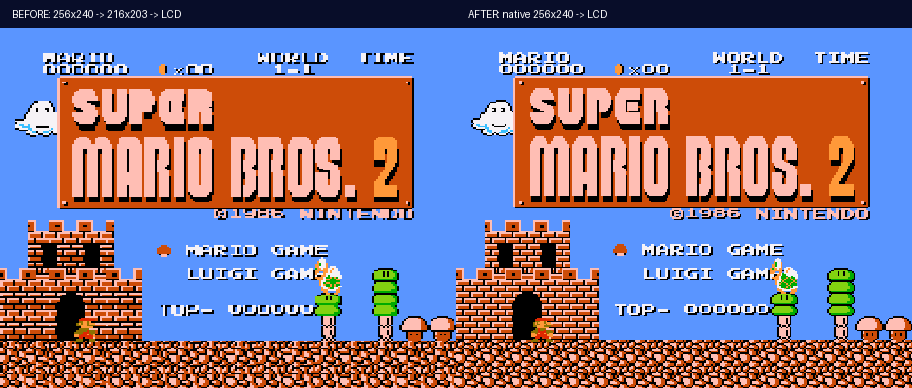 BEFORE: 256x240 -> 216x203 -> LCD
MARIO WORLD TIME
000000 x00 1-1
SUPER
MARIO BROS. 2
©1986 NINTENDO
MARIO GAME
LUIGI GAME
TOP- 000000
AFTER: native 256x240 -> LCD
MARIO WORLD TIME
000000 x00 1-1
SUPER
MARIO BROS. 2
©1986 NINTENDO
MARIO GAME
LUIGI GAME
TOP- 000000